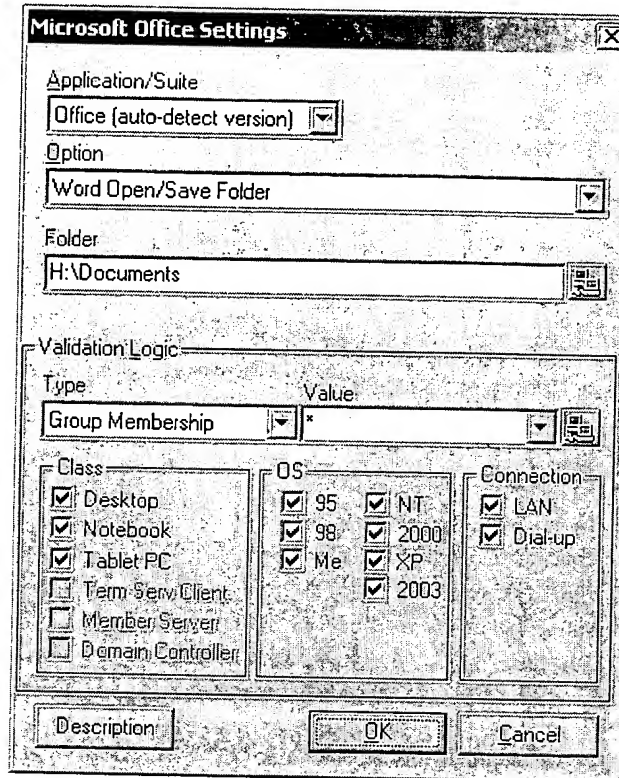 Microsoft Office Settings
Application/Suite
Office (auto-detect version)
Option
Word Open/Save Folder
Folder
H:\Documents
Validation Logic
Type Value
Group Membership *
Class OS Connection
Desktop 95 NT LAN
Notebook 98 2000 Dial-up
Tablet PC Me XP
Term Serv Client 2003
Member Server
Domain Controller
Description OK Cancel